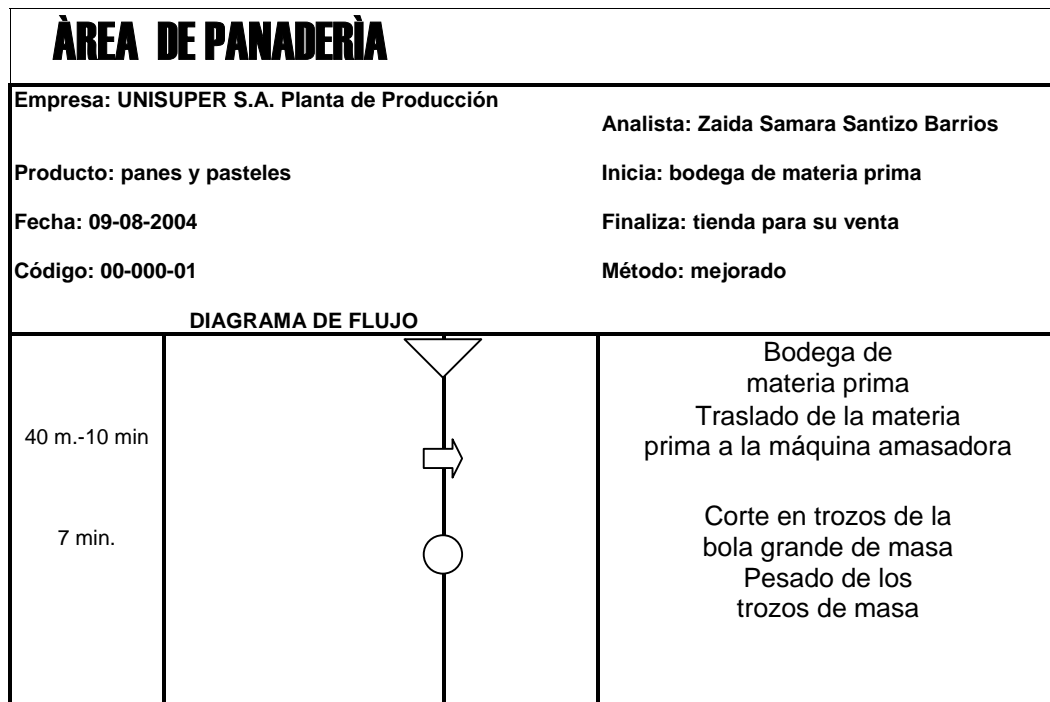 ÀREA DE PANADERÌA
Empresa: UNISUPER S.A. Planta de Producción
Analista: Zaida Samara Santizo Barrios
Producto: panes y pasteles
Inicia: bodega de materia prima
Fecha: 09-08-2004
Finaliza: tienda para su venta
Código: 00-000-01
Método: mejorado
DIAGRAMA DE FLUJO
Bodega de
materia prima
40 m.-10 min
Traslado de la materia
prima a la máquina amasadora
7 min.
Corte en trozos de la
bola grande de masa
Pesado de los
trozos de masa